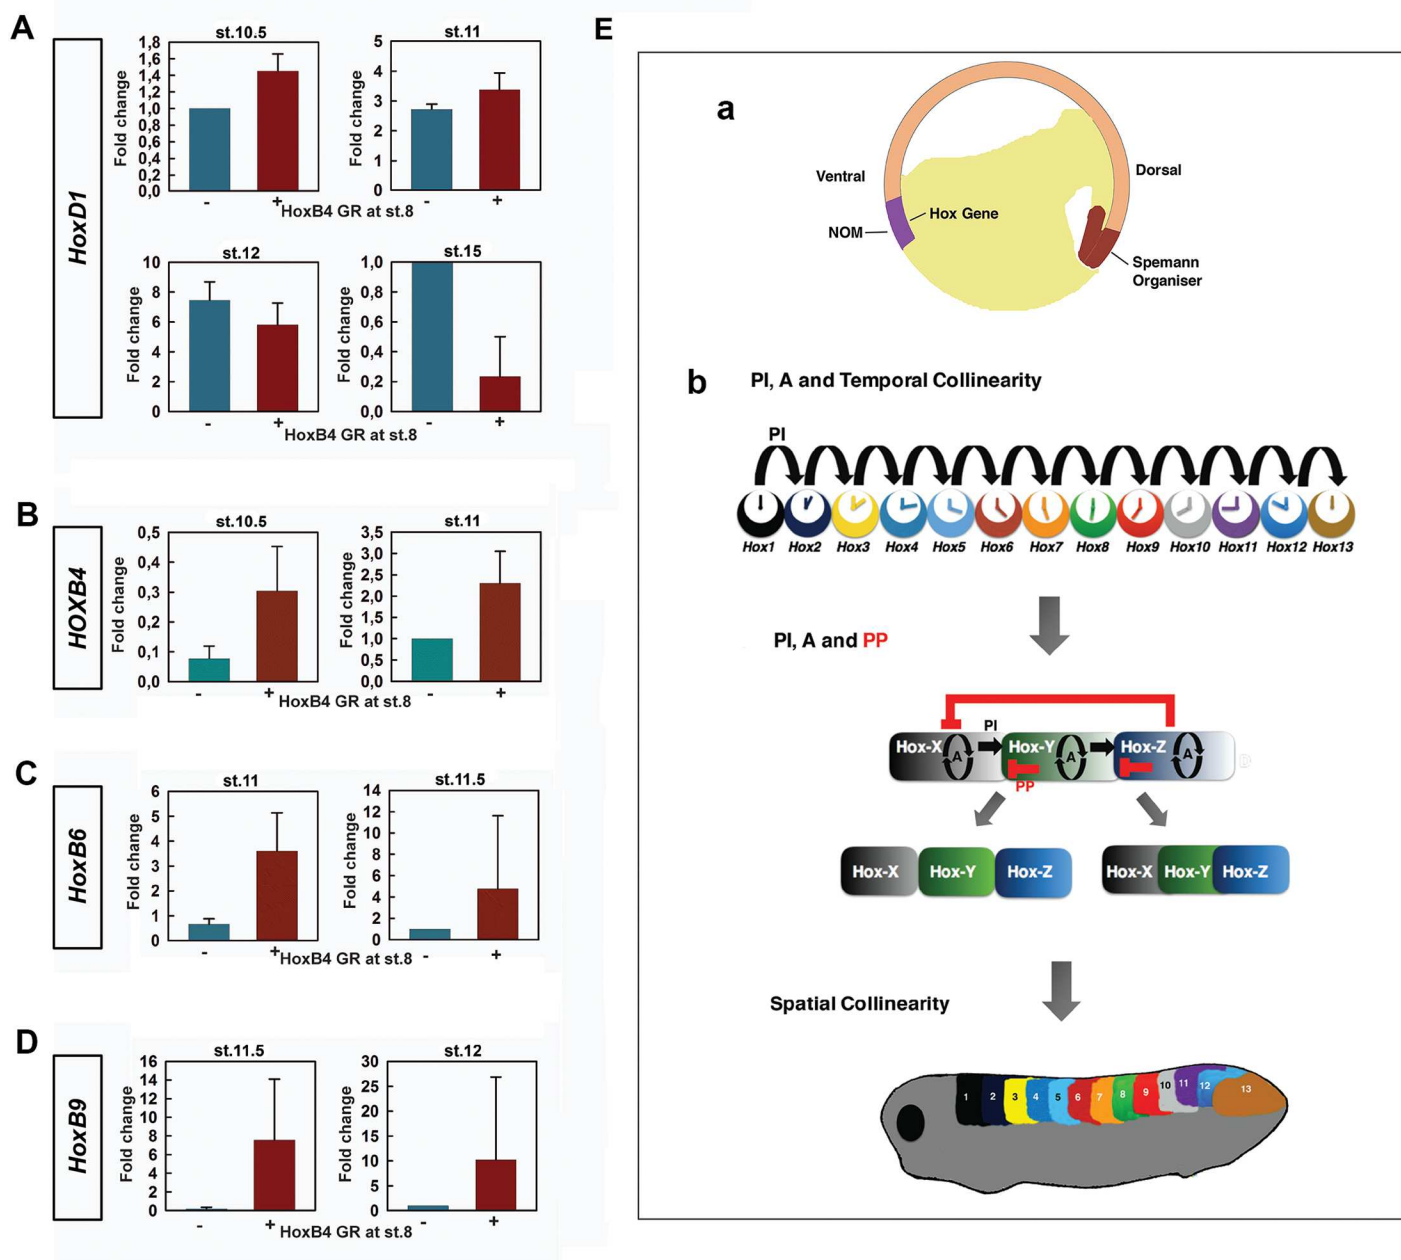 A
HoxD1
st.10.5
Fold change
1,8
1,6
1,4
1,2
1,0
0,8
0,6
0,4
0,2
0,0
- +
HoxB4 GR at st.8
st.11
Fold change
5
4
3
2
1
0
- +
st.12
Fold change
10
8
6
4
2
0
- +
HoxB4 GR at st.8
st.15
Fold change
1,0
0,8
0,6
0,4
0,2
0,0
- +
B
HOXB4
st.10.5
Fold change
0,5
0,4
0,3
0,2
0,1
0,0
- +
HoxB4 GR at st.8
st.11
Fold change
3,5
3,0
2,5
2,0
1,5
1,0
0,5
0,0
- +
C
HoxB6
st.11
Fold change
6
5
4
3
2
1
0
- +
HoxB4 GR at st.8
st.11.5
Fold change
14
12
10
8
6
4
2
0
- +
D
HoxB9
st.11.5
Fold change
16
14
12
10
8
6
4
2
0
- +
HoxB4 GR at st.8
st.12
Fold change
30
25
20
15
10
5
0
- +
E
a
Ventral
Dorsal
Hox Gene
NOM
Spemann
Organiser
b
PI, A and Temporal Collinearity
PI
Hox1 Hox2 Hox3 Hox4 Hox5 Hox6 Hox7 Hox8 Hox9 Hox10 Hox11 Hox12 Hox13
PI, A and PP
PI
Hox-X A Hox-Y A Hox-Z A
PP
Hox-X Hox-Y Hox-Z
Hox-X Hox-Y Hox-Z
Spatial Collinearity
1 2 3 4 5 6 7 8 9 10 11 12 13